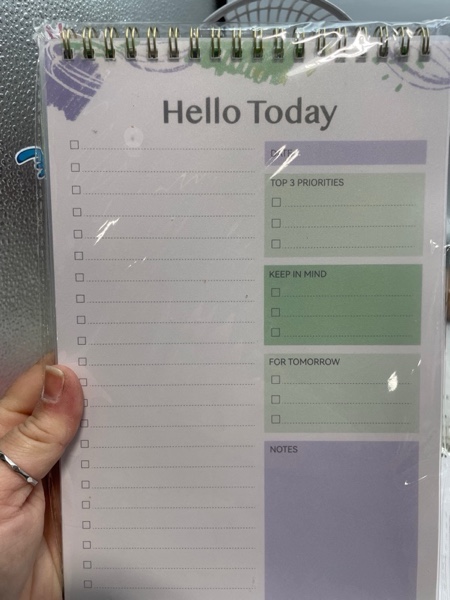 Hello Today
DATE:
TOP 3 PRIORITIES
KEEP IN MIND
FOR TOMORROW
NOTES